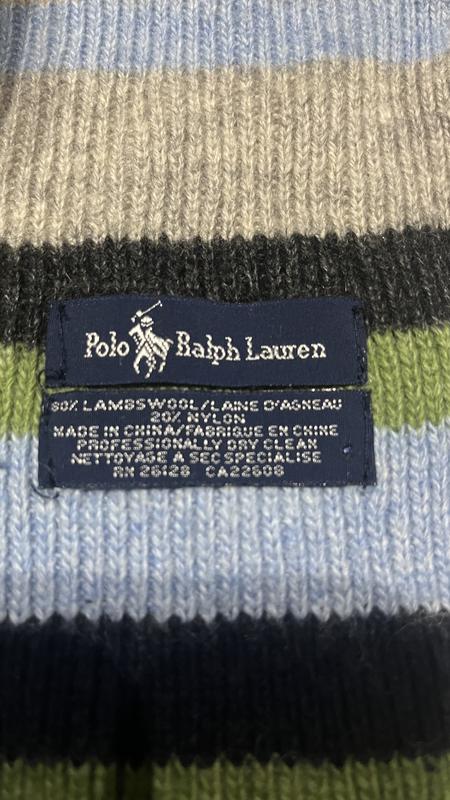 Polo Ralph Lauren
80% LAMBSWOOL/LAINE D'AGNEAU
20% NYLON
MADE IN CHINA/FABRIQUE EN CHINE
PROFESSIONALLY DRY CLEAN
NETTOYAGE A SEC SPECIALISE
RN 26128 CA22608